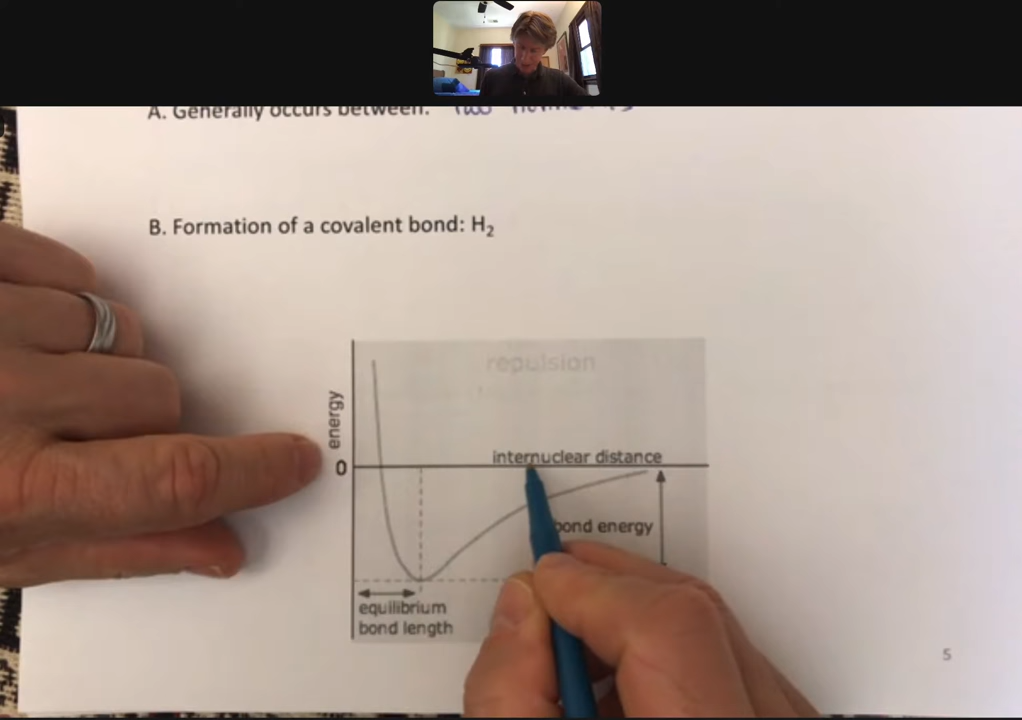 A. Generally occurs between: two
B. Formation of a covalent bond: H₂
repulsion
energy
internuclear distance
0
bond energy
equilibrium
bond length
5